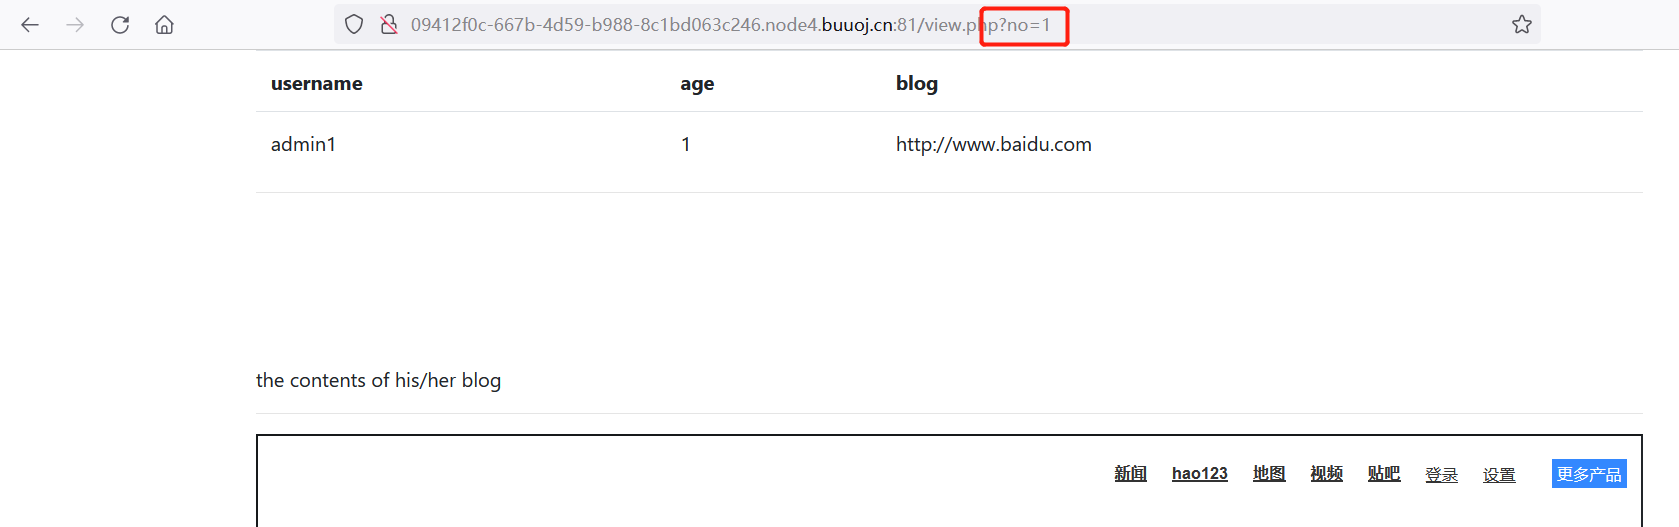 09412f0c-667b-4d59-b988-8c1bd063c246.node4.buuoj.cn:81/view.php?no=1
username age blog
admin1 1 http://www.baidu.com
the contents of his/her blog
新闻 hao123 地图 视频 贴吧 登录 设置 更多产品